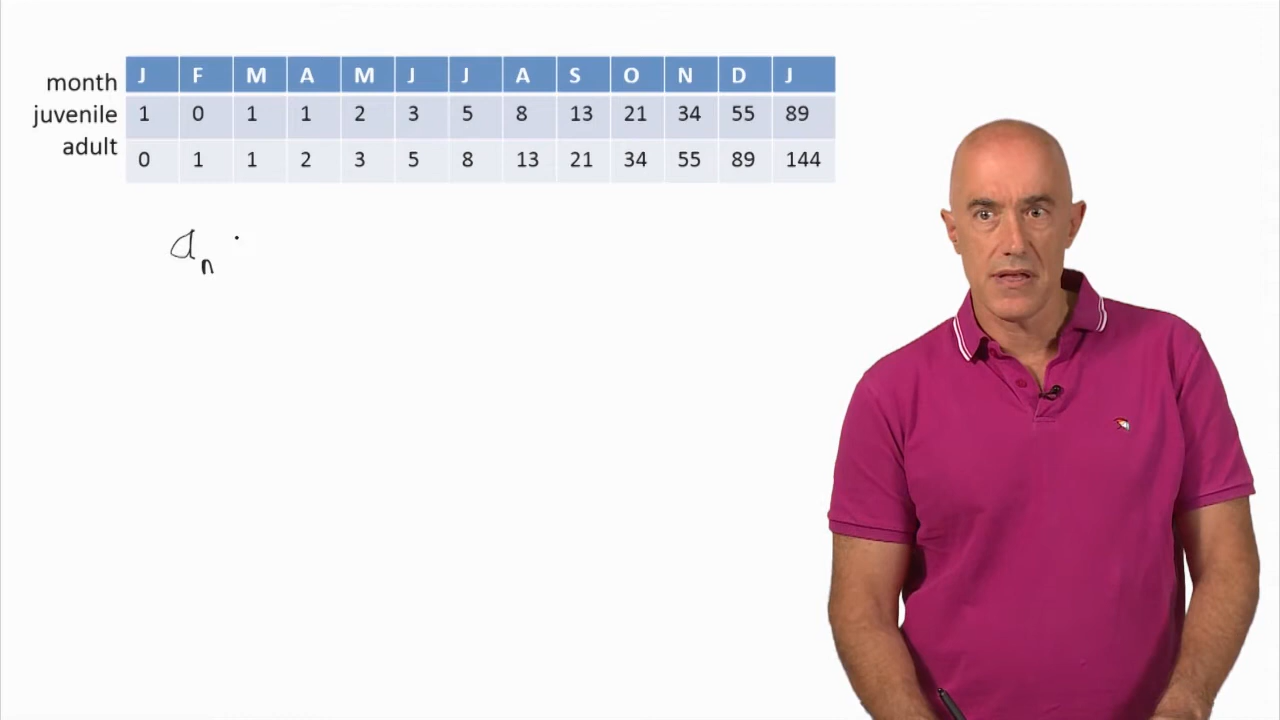 month J F M A M J J A S O N D J
juvenile 1 0 1 1 2 3 5 8 13 21 34 55 89
adult 0 1 1 2 3 5 8 13 21 34 55 89 144
a_n